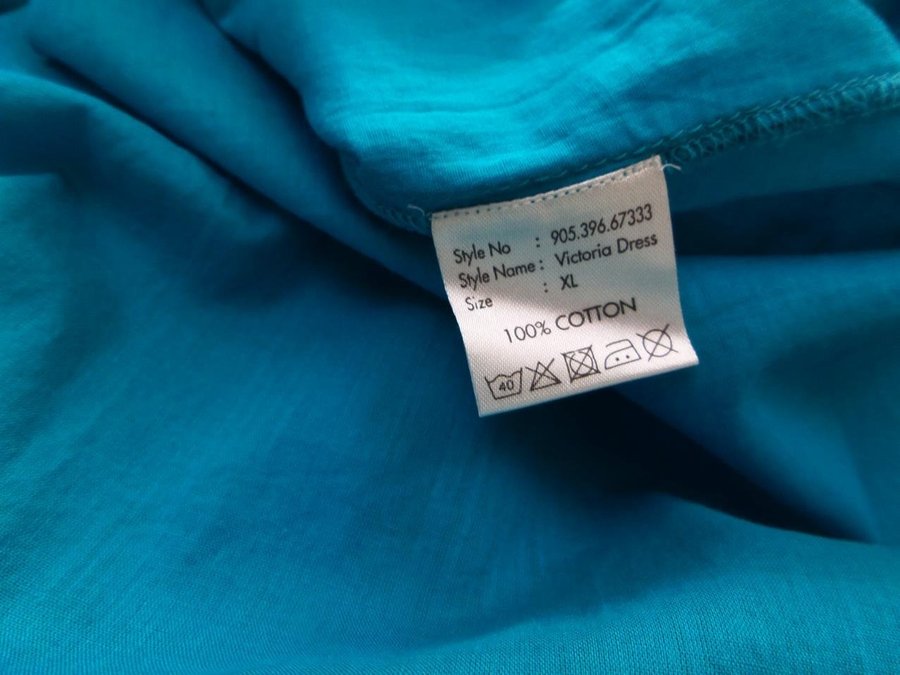 Style No : 905.396.67333
Style Name : Victoria Dress
Size : XL
100% COTTON
40